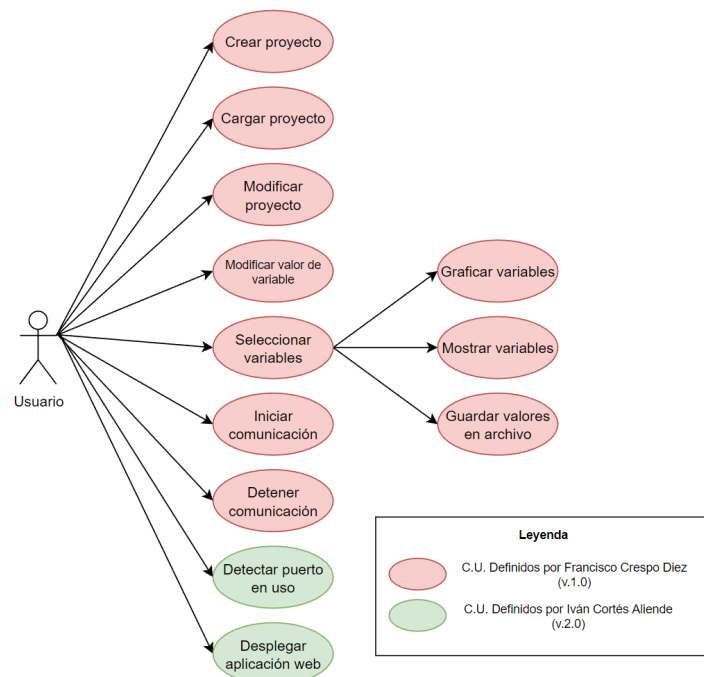 Crear proyecto
Cargar proyecto
Modificar
proyecto
Modificar valor de
variable
Graficar variables
Seleccionar
variables
Mostrar variables
Usuario
Iniciar
comunicación
Guardar valores
en archivo
Detener
comunicación
Detectar puerto
en uso
Desplegar
aplicación web
Leyenda
C.U. Definidos por Francisco Crespo Diez
(v.1.0)
C.U. Definidos por Iván Cortés Aliende
(v.2.0)